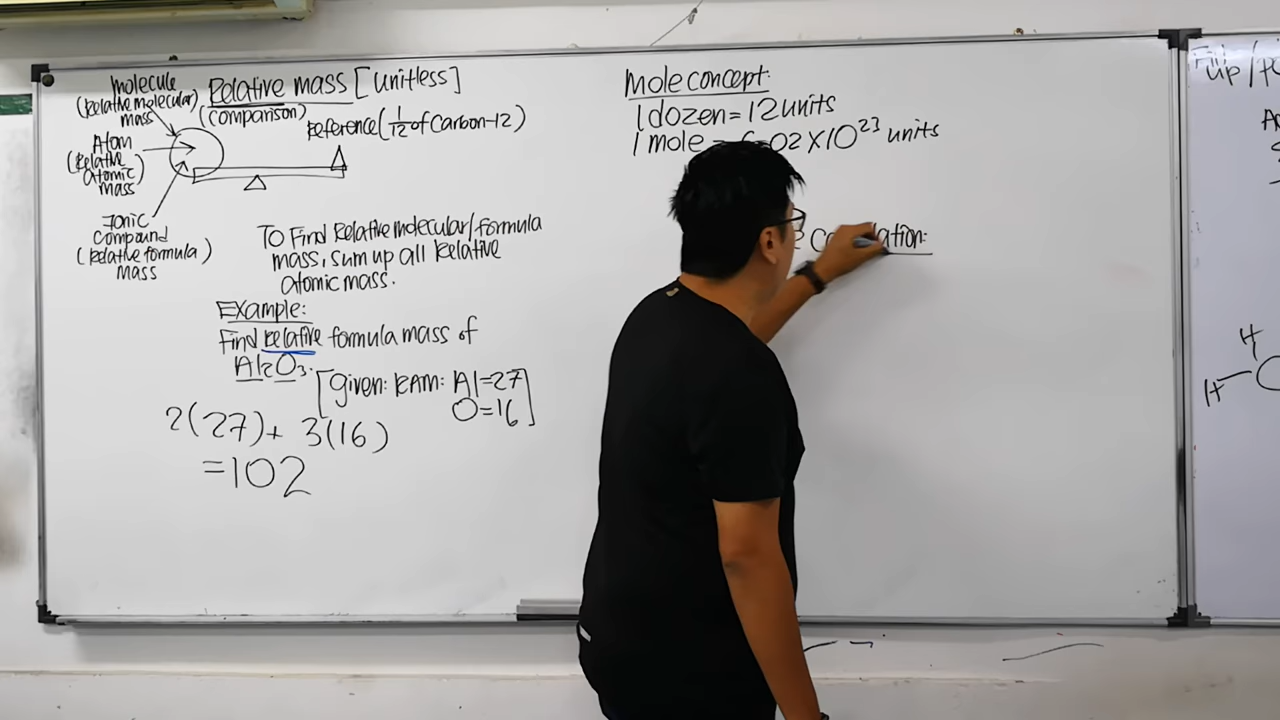 molecule
(Relative molecular)
mass
Relative mass [unitless]
(comparison)
Reference (1/12 of Carbon-12)
Atom
(Relative
atomic
mass)
Ionic
compound
(Relative formula)
mass
To Find Relative molecular/formula
mass, sum up all Relative
atomic mass.
Example:
Find Relative formula mass of
Al2O3.
[Given: RAM: Al=27
O=16]
2(27)+ 3(16)
=102
Mole concept:
1 dozen = 12 units
1 mole = 6.02 X 10^23 units
up /
H
H